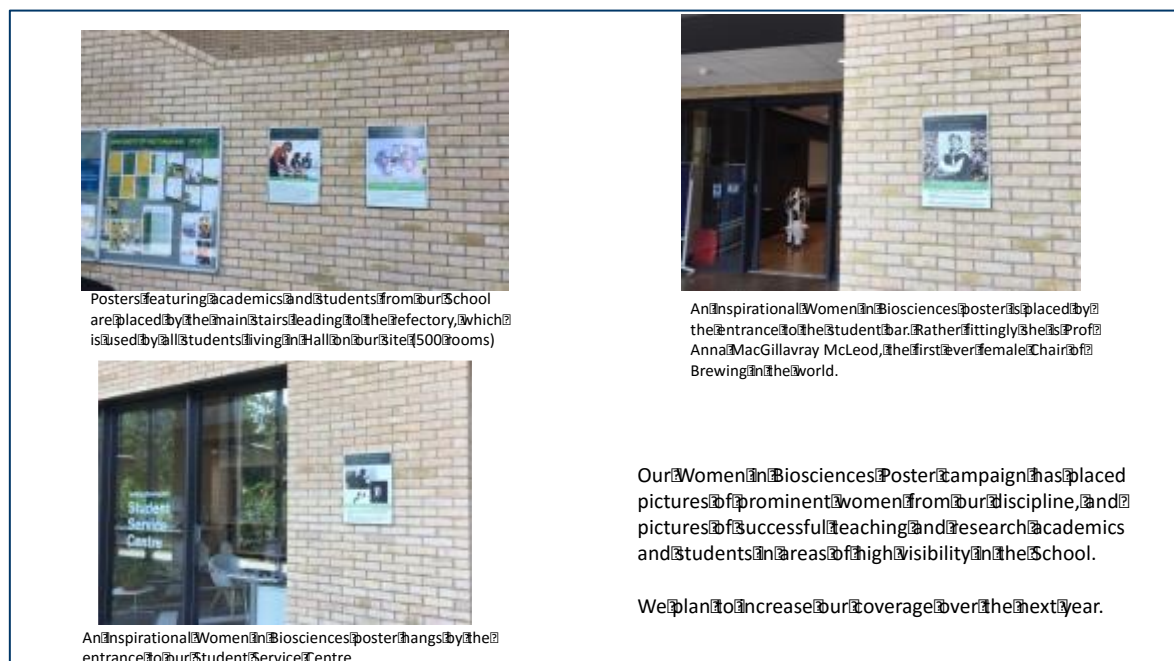 Posters featuring academics and students from our School
are placed by the main stairs leading to the refectory, which
is used by all students living in Hall on our site (500 rooms)
An Inspirational Women in Biosciences poster is placed by
the entrance to the student bar. Rather fittingly she is Prof
Anna MacGillavray McLeod, the first ever female Chair of
Brewing in the world.
Student
Service
Centre
An Inspirational Women in Biosciences poster hangs by the
entrance to our Student Service Centre
Our Women in Biosciences Poster campaign has placed
pictures of prominent women from our discipline, and
pictures of successful teaching and research academics
and students in areas of high visibility in the School.
We plan to increase our coverage over the next year.